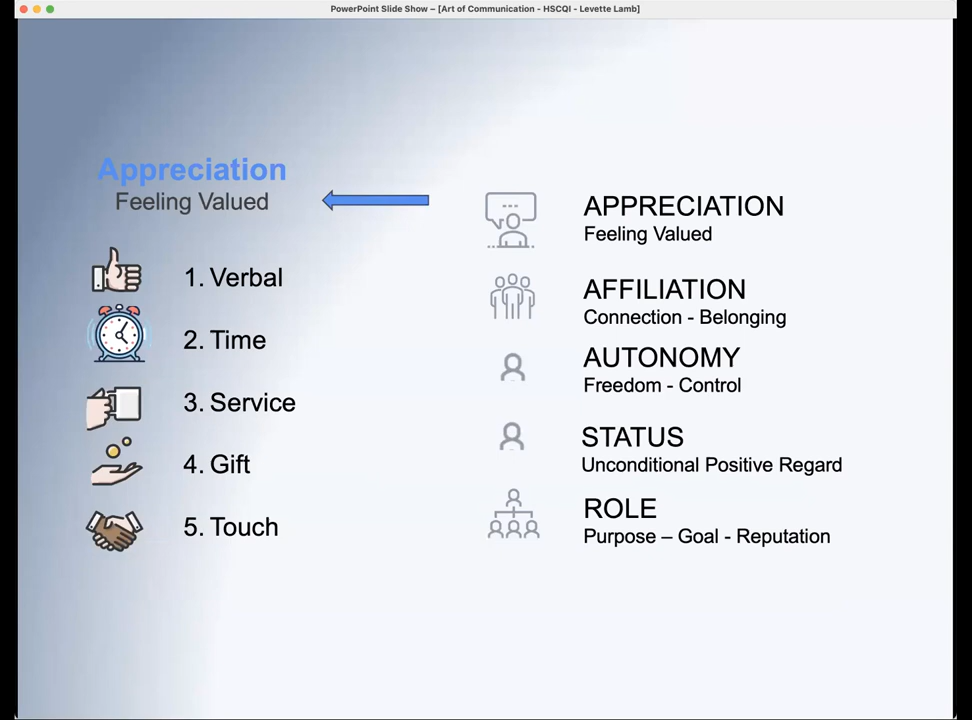 PowerPoint Slide Show – [Art of Communication - HSCQI - Levette Lamb]
Appreciation
Feeling Valued
1. Verbal
2. Time
3. Service
4. Gift
5. Touch
APPRECIATION
Feeling Valued
AFFILIATION
Connection - Belonging
AUTONOMY
Freedom - Control
STATUS
Unconditional Positive Regard
ROLE
Purpose – Goal - Reputation